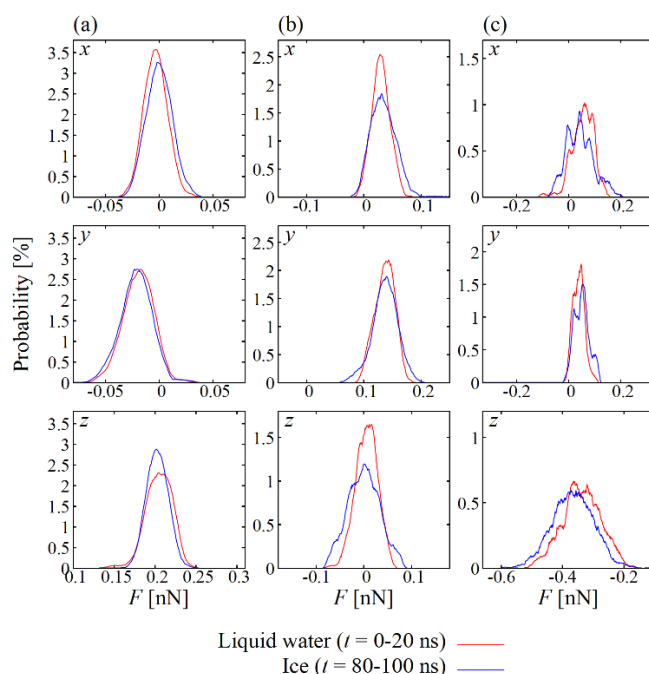 (a) (b) (c)
x x x
3.5 3 2.5 2 1.5 1 0.5 0
-0.05 0 0.05
2.5 2 1.5 1 0.5 0
-0.1 0 0.1
1.5 1 0.5 0
-0.2 0 0.2
Probability [%]
y y y
3.5 3 2.5 2 1.5 1 0.5 0
-0.05 0 0.05
2 1.5 1 0.5 0
0 0.1 0.2
2 1.5 1 0.5 0
-0.2 0 0.2
z z z
3.5 3 2.5 2 1.5 1 0.5 0
0.1 0.15 0.2 0.25 0.3
1.5 1 0.5 0
-0.1 0 0.1
1 0.5 0
-0.6 -0.4 -0.2
F [nN] F [nN] F [nN]
Liquid water (t = 0-20 ns)
Ice (t = 80-100 ns)